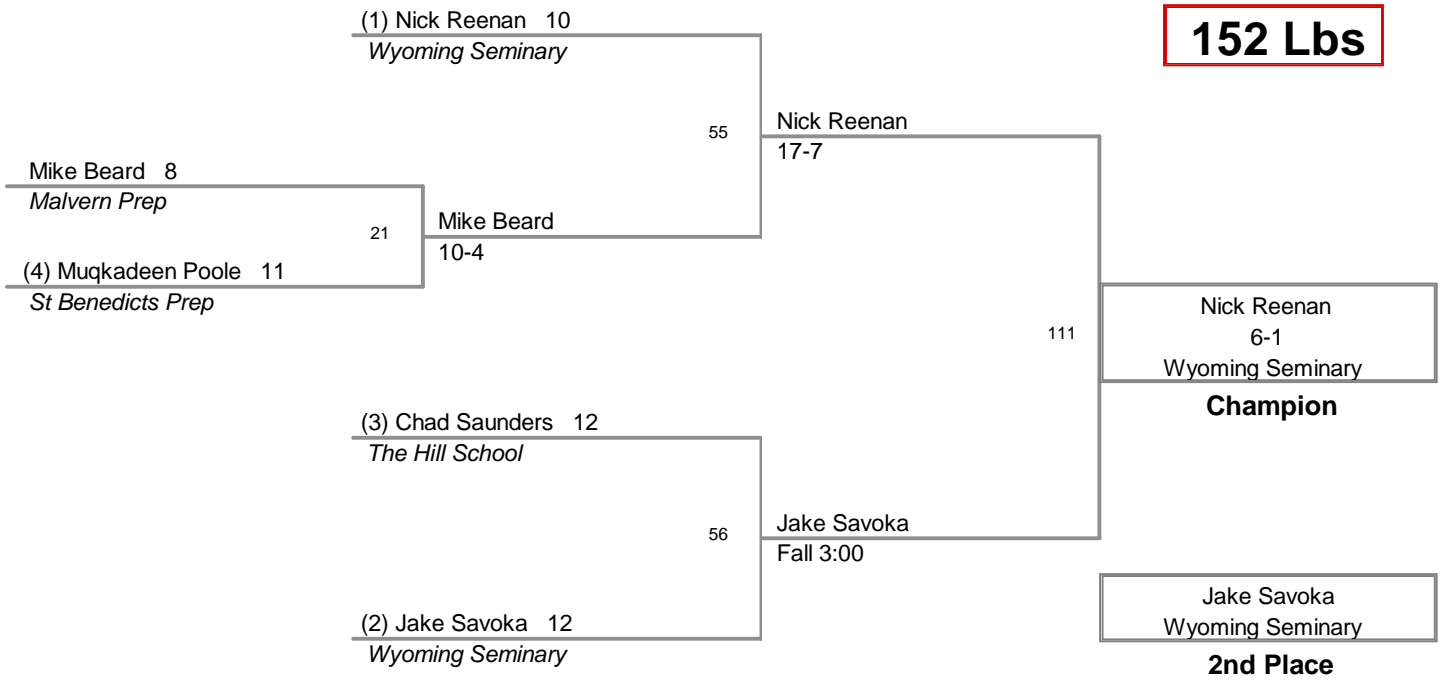 (1) Nick Reenan 10
Wyoming Seminary
152 Lbs
55
Nick Reenan
17-7
Mike Beard 8
Malvern Prep
21
Mike Beard
10-4
(4) Muqkadeen Poole 11
St Benedicts Prep
111
Nick Reenan
6-1
Wyoming Seminary
Champion
(3) Chad Saunders 12
The Hill School
56
Jake Savoka
Fall 3:00
(2) Jake Savoka 12
Wyoming Seminary
Jake Savoka
Wyoming Seminary
2nd Place